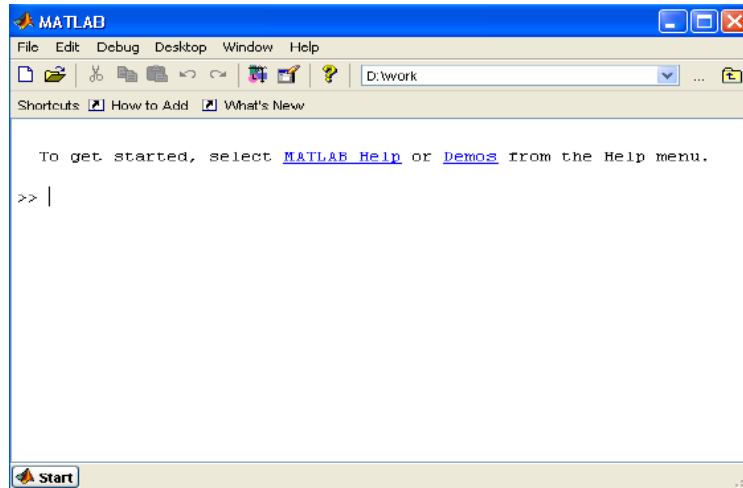 MATLAB
File Edit Debug Desktop Window Help
? D:\work ...
Shortcuts How to Add What's New
To get started, select MATLAB Help or Demos from the Help menu.
>>
Start